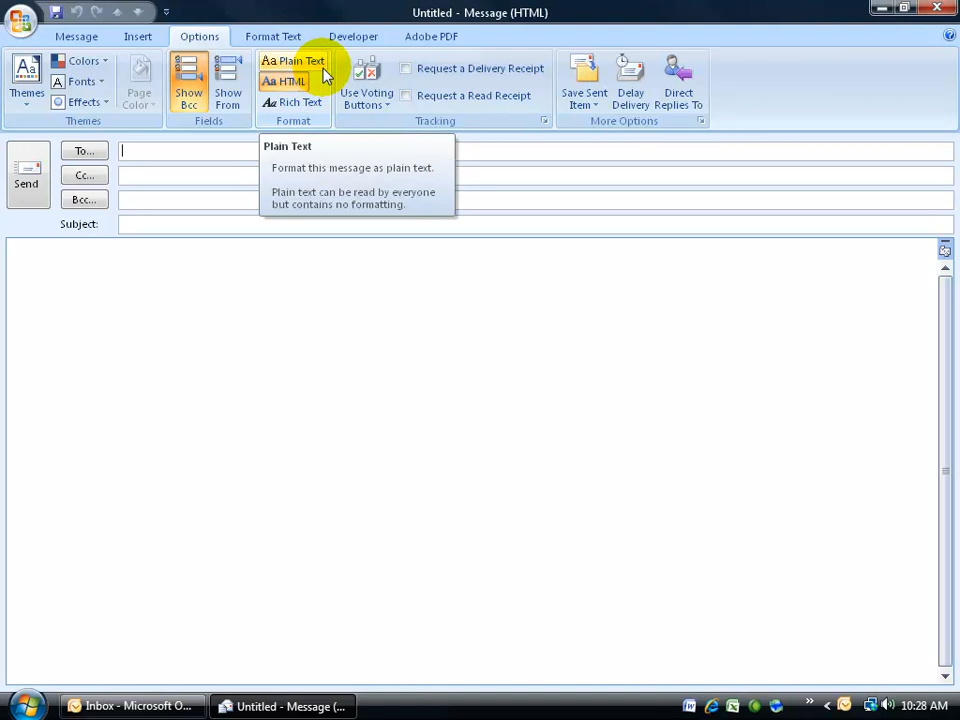 Untitled - Message (HTML)
Message Insert Options Format Text Developer Adobe PDF
Themes
Colors
Fonts
Effects
Page
Color
Themes
Show
Bcc
Show
From
Fields
Aa Plain Text
Aa HTML
Aa Rich Text
Format
Use Voting
Buttons
Request a Delivery Receipt
Request a Read Receipt
Tracking
Save Sent
Item
Delay
Delivery
Direct
Replies To
More Options
Plain Text
Format this message as plain text.
Plain text can be read by everyone
but contains no formatting.
Send
To...
Cc...
Bcc...
Subject:
Inbox - Microsoft O...
Untitled - Message (...
10:28 AM